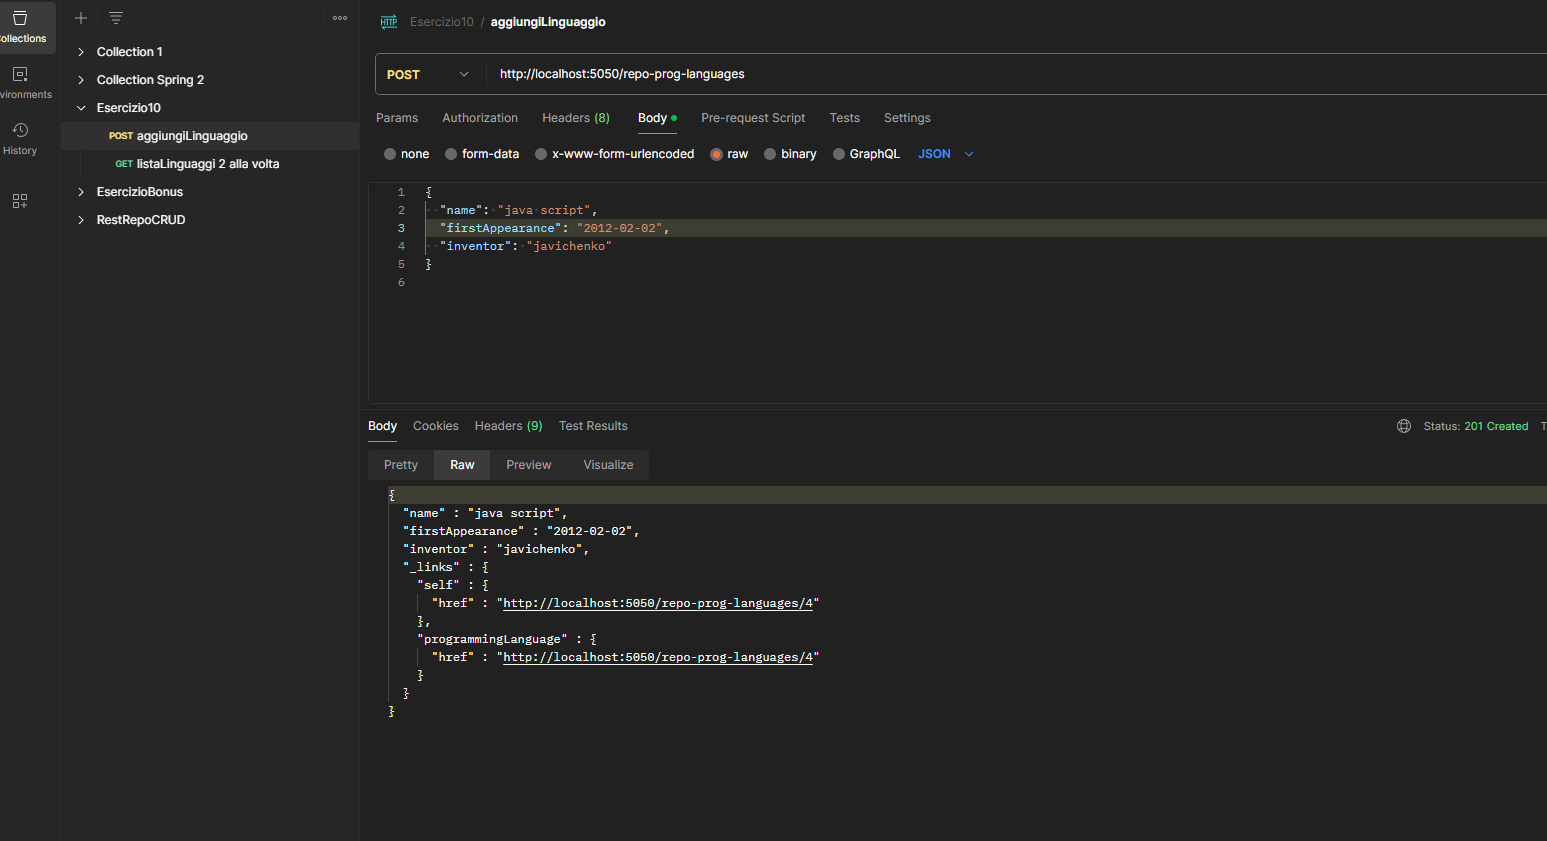 ollections
vironments
History
Collection 1
Collection Spring 2
Esercizio10
POST aggiungiLinguaggio
GET listaLinguaggi 2 alla volta
EsercizioBonus
RestRepoCRUD
HTTP Esercizio10 / aggiungiLinguaggio
POST http://localhost:5050/repo-prog-languages
Params Authorization Headers (8) Body Pre-request Script Tests Settings
none form-data x-www-form-urlencoded raw binary GraphQL JSON
1 {
2 "name": "java script",
3 "firstAppearance": "2012-02-02",
4 "inventor": "javichenko"
5 }
6
Body Cookies Headers (9) Test Results Status: 201 Created T
Pretty Raw Preview Visualize
{
"name" : "java script",
"firstAppearance" : "2012-02-02",
"inventor" : "javichenko",
"_links" : {
"self" : {
"href" : "http://localhost:5050/repo-prog-languages/4"
},
"programmingLanguage" : {
"href" : "http://localhost:5050/repo-prog-languages/4"
}
}
}